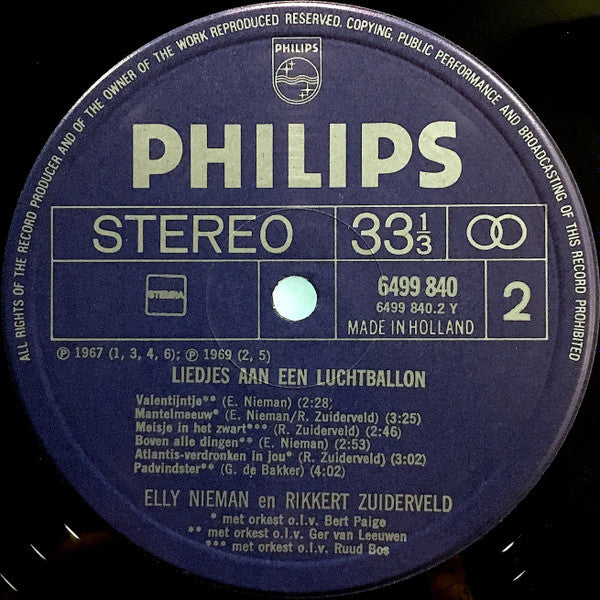 ALL RIGHTS OF THE RECORD PRODUCER AND OF THE OWNER OF THE WORK REPRODUCED RESERVED. COPYING, PUBLIC PERFORMANCE AND BROADCASTING OF THIS RECORD PROHIBITED
PHILIPS
PHILIPS
STEREO 33 1/3
STEMRA 6499 840 2
6499 840.2 Y
MADE IN HOLLAND
℗ 1967 (1, 3, 4, 6); ℗ 1969 (2, 5)
LIEDJES AAN EEN LUCHTBALLON
Valentijntje** (E. Nieman) (2:28)
Mantelmeeuw* (E. Nieman/R. Zuiderveld) (3:25)
Meisje in het zwart*** (R. Zuiderveld) (2:46)
Boven alle dingen** (E. Nieman) (2:53)
Atlantis-verdronken in jou* (R. Zuiderveld) (3:02)
Padvindster** (G. de Bakker) (4:02)
ELLY NIEMAN en RIKKERT ZUIDERVELD
* met orkest o.l.v. Bert Paige
** met orkest o.l.v. Ger van Leeuwen
*** met orkest o.l.v. Ruud Bos